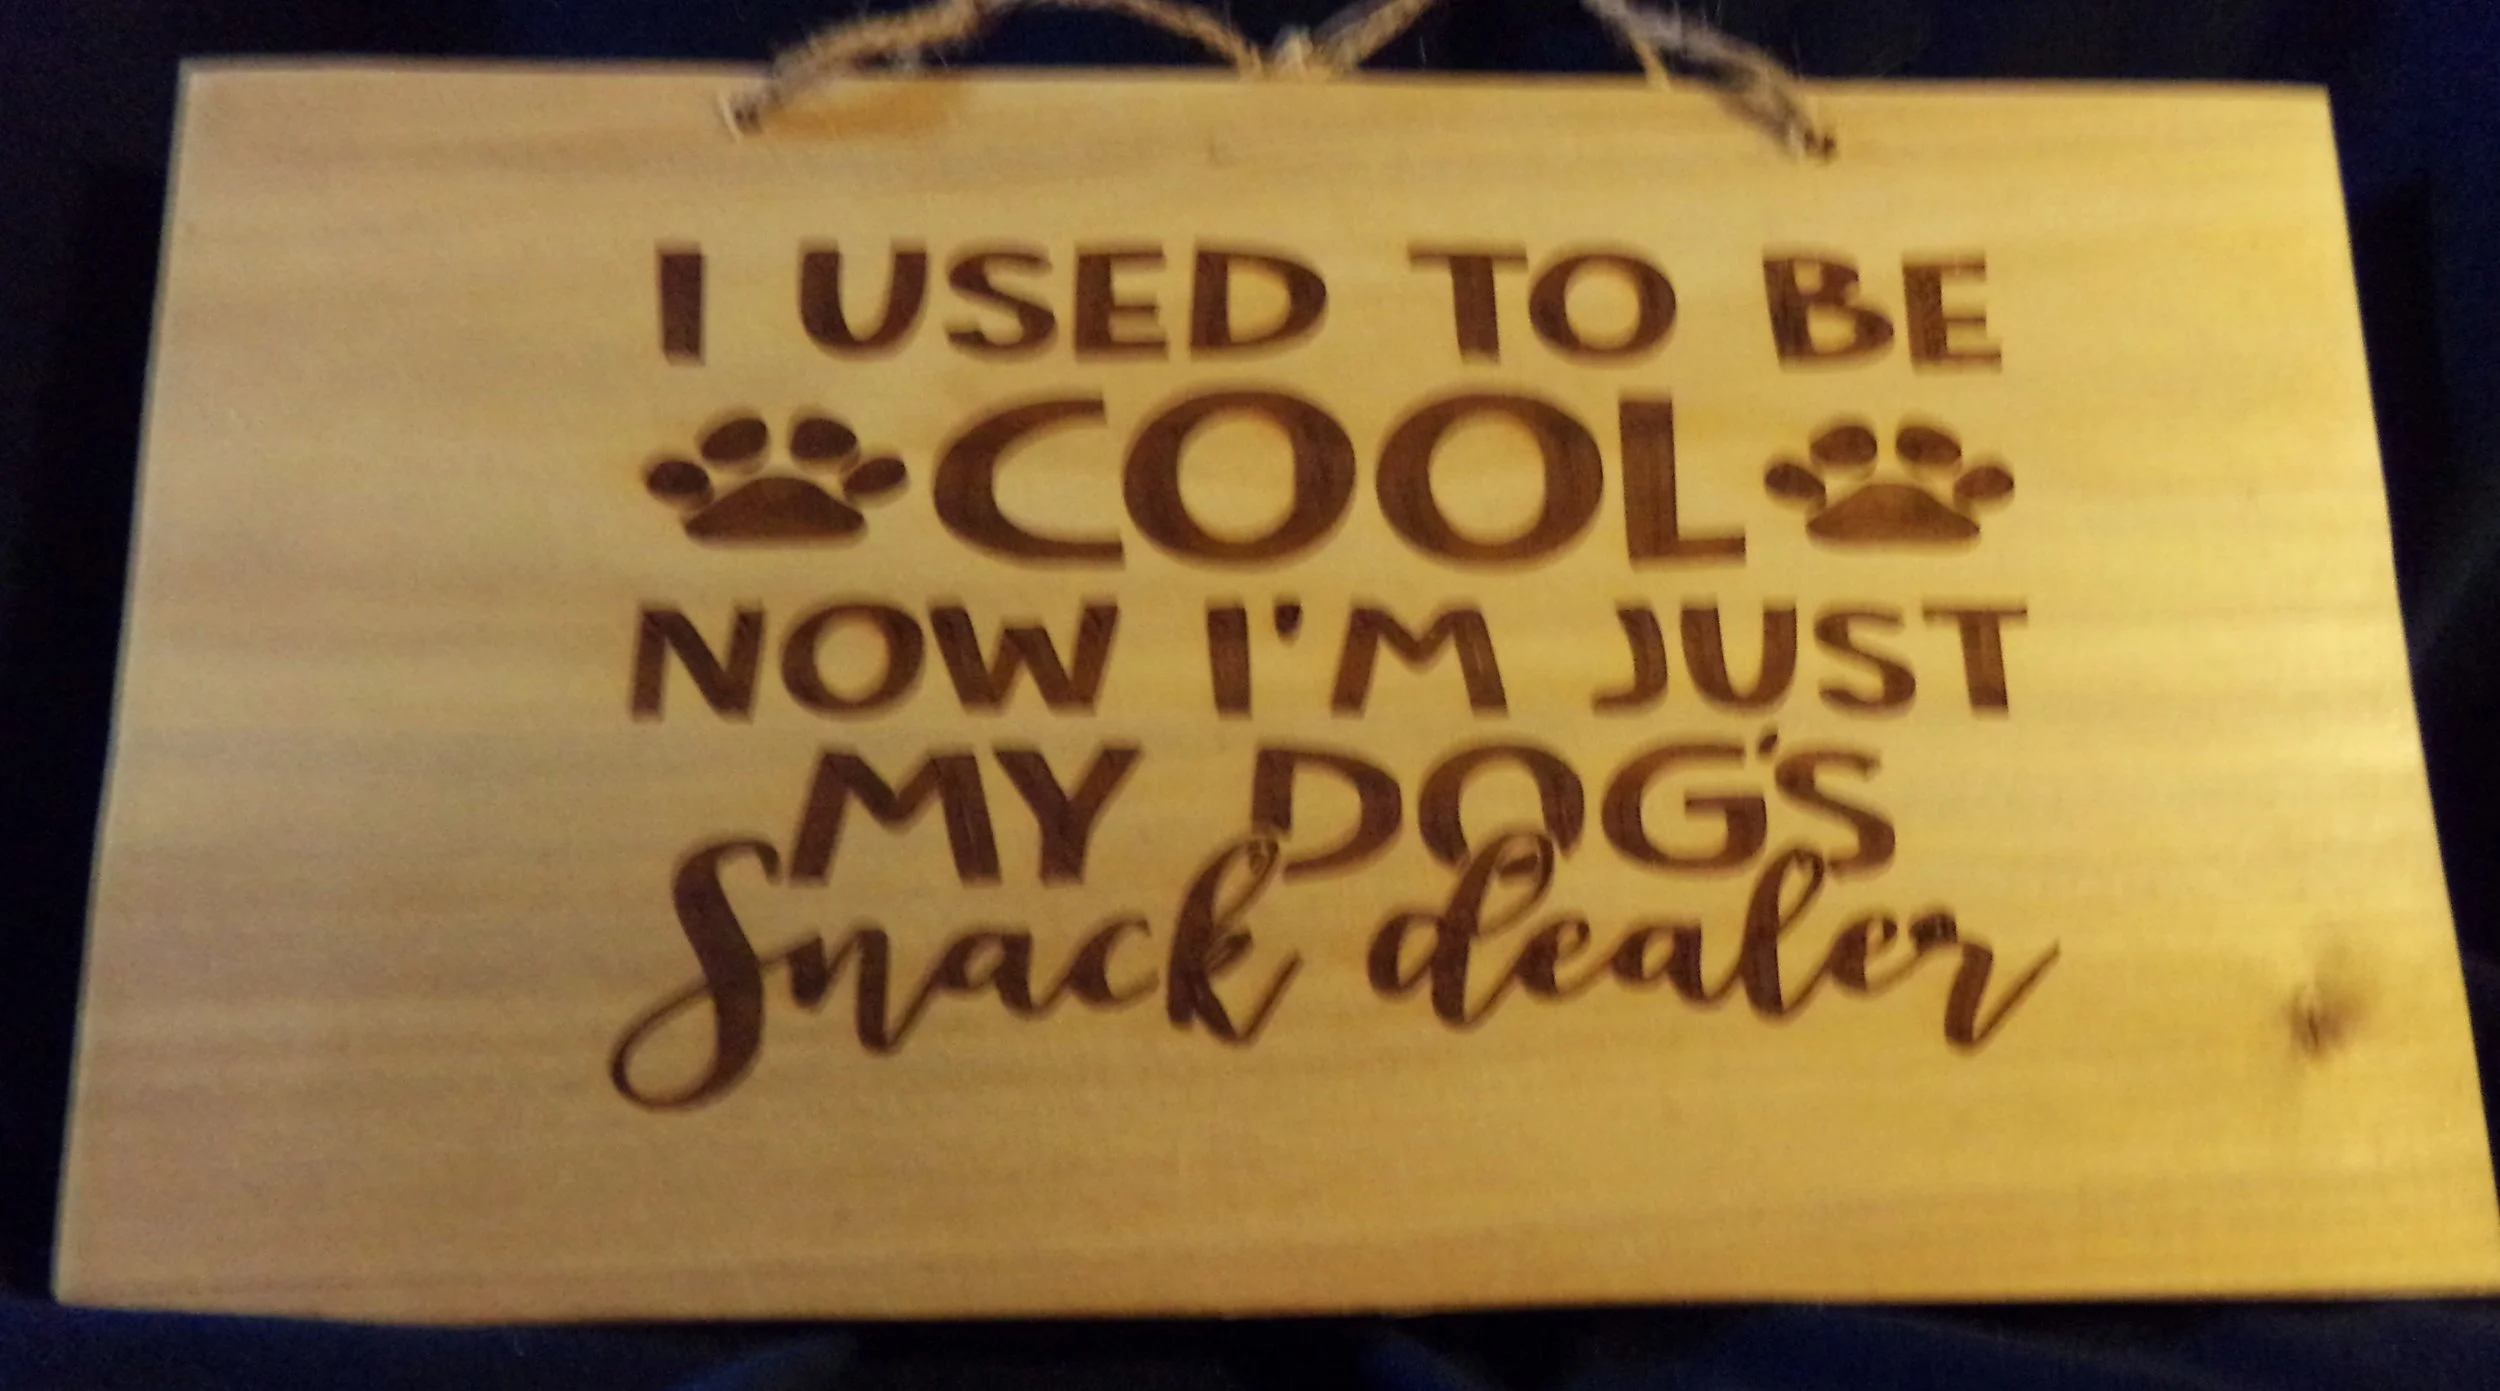 I USED TO BE
COOL
NOW I'M JUST
MY DOG'S
Snack dealer